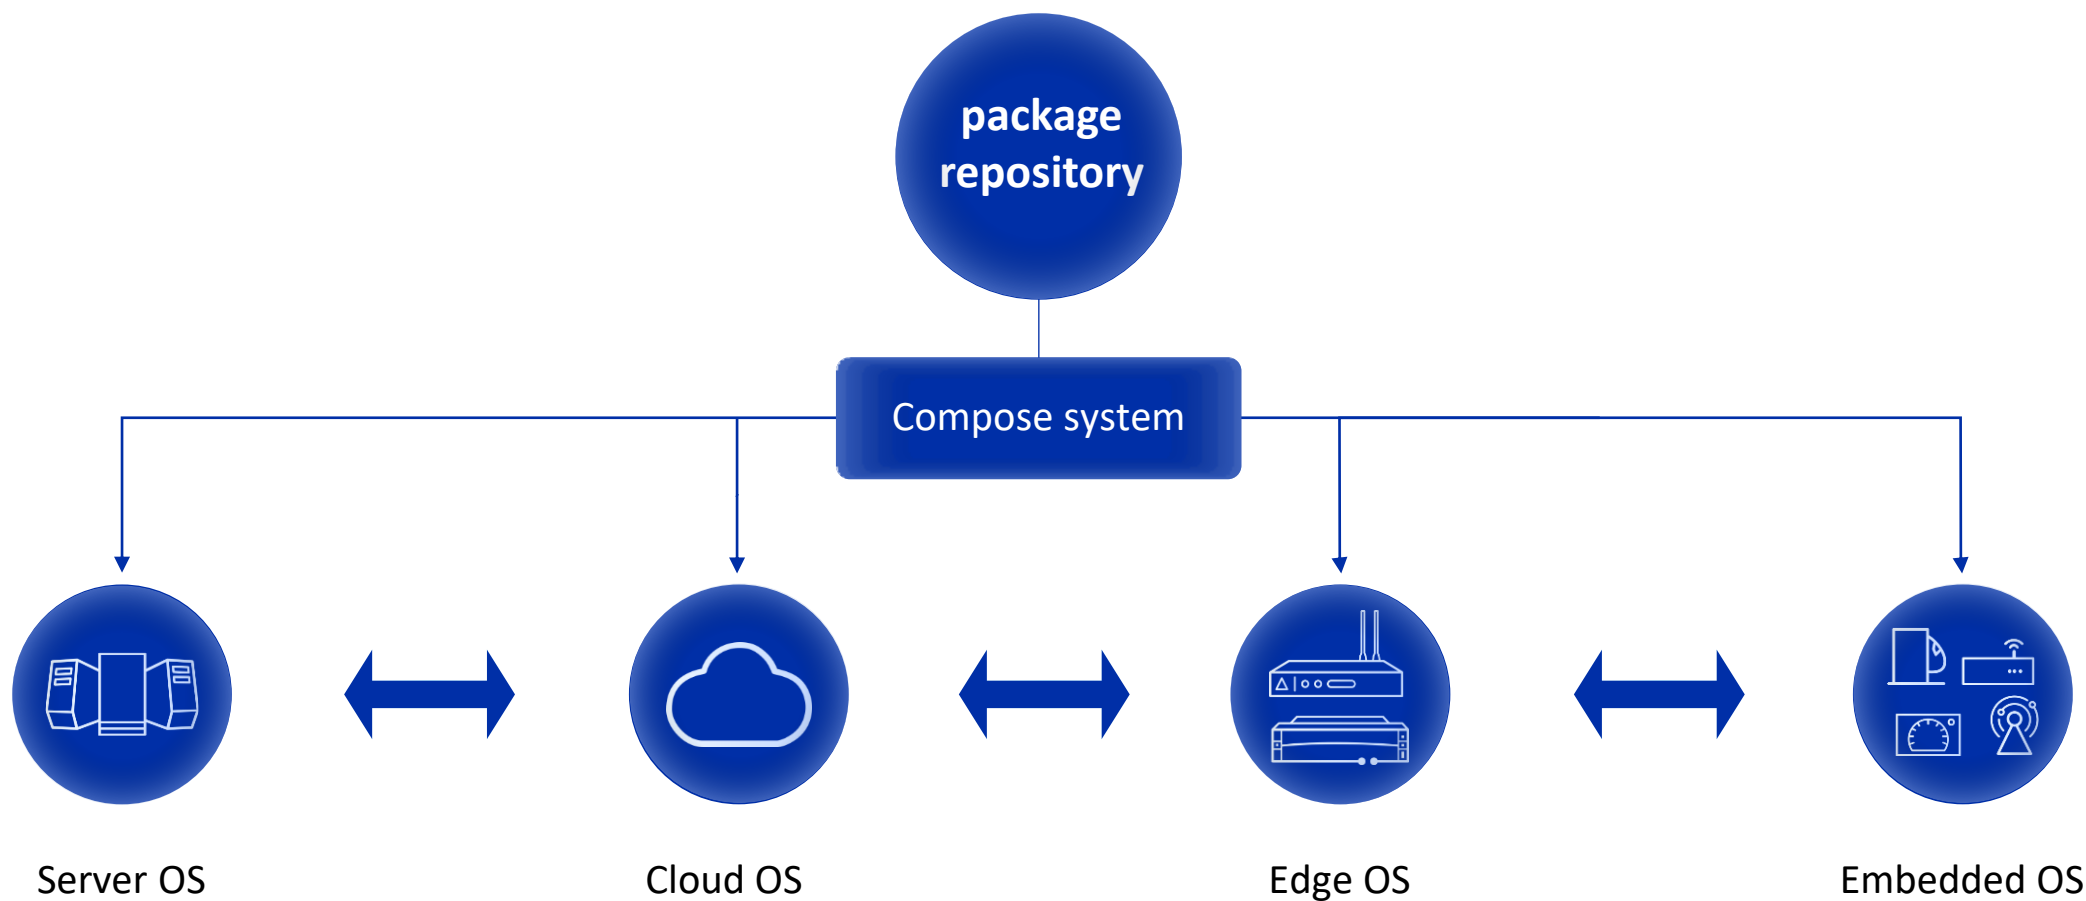 package
repository
Compose system
Server OS
Cloud OS
Edge OS
Embedded OS